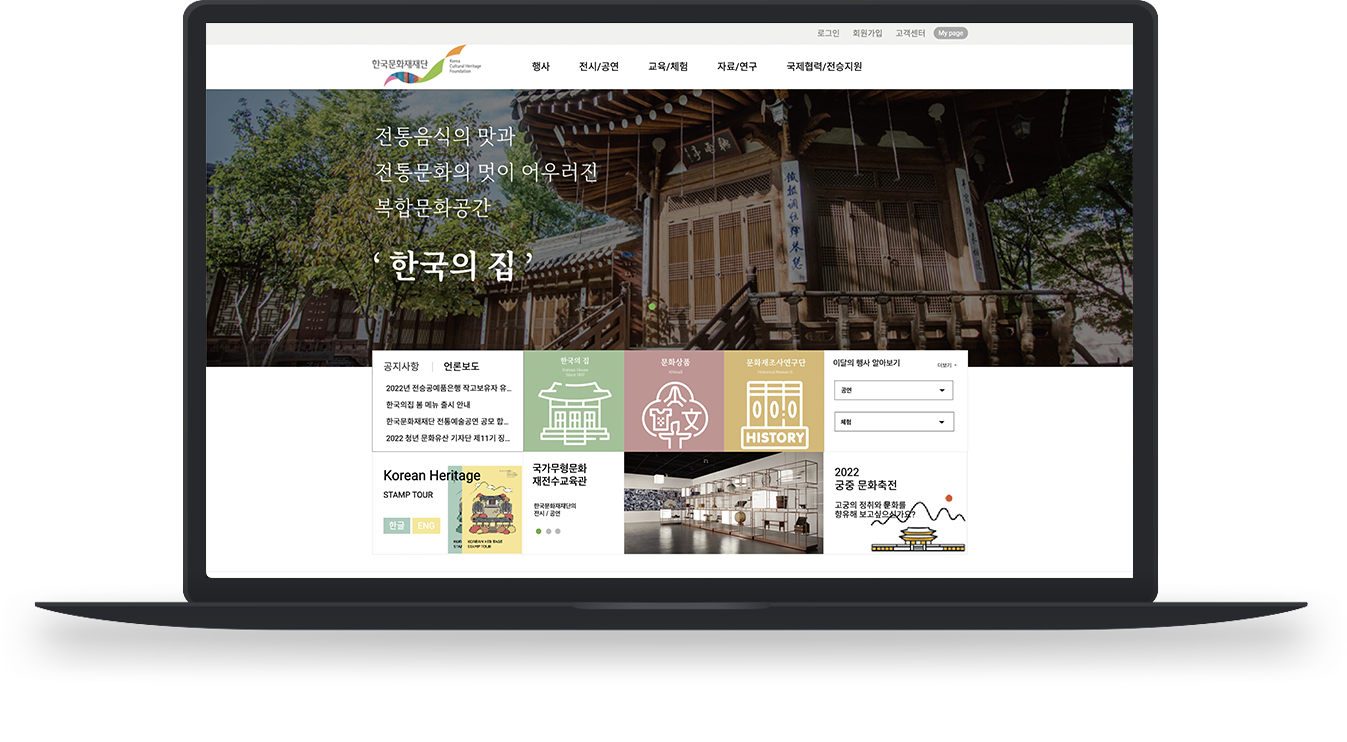 로그인 회원가입 고객센터 My page
한국문화재재단
Korea
Cultural Heritage
Foundation
행사 전시/공연 교육/체험 자료/연구 국제협력/전승지원
전통음식의 맛과
전통문화의 멋이 어우러진
복합문화공간
‘ 한국의 집 ’
공지사항 | 언론보도
2022년 전승공예품은행 작고보유자 유...
한국의집 봄 메뉴 출시 안내
한국문화재재단 전통예술공연 공모 합...
2022 청년 문화유산 기자단 제11기 징...
한국의 집
Korean House
Since 1957
문화상품
문화재조사연구단
Historical Research
HISTORY
이달의 행사 알아보기
더보기
공연
체험
Korean Heritage
STAMP TOUR
한글 ENG
KOREAN HERITAGE
STAMP TOUR
국가무형문화
재전수교육관
한국문화재재단의
전시 / 공연
2022
궁중 문화축전
고궁의 정취와 문화를
향유해 보고싶으신가요?